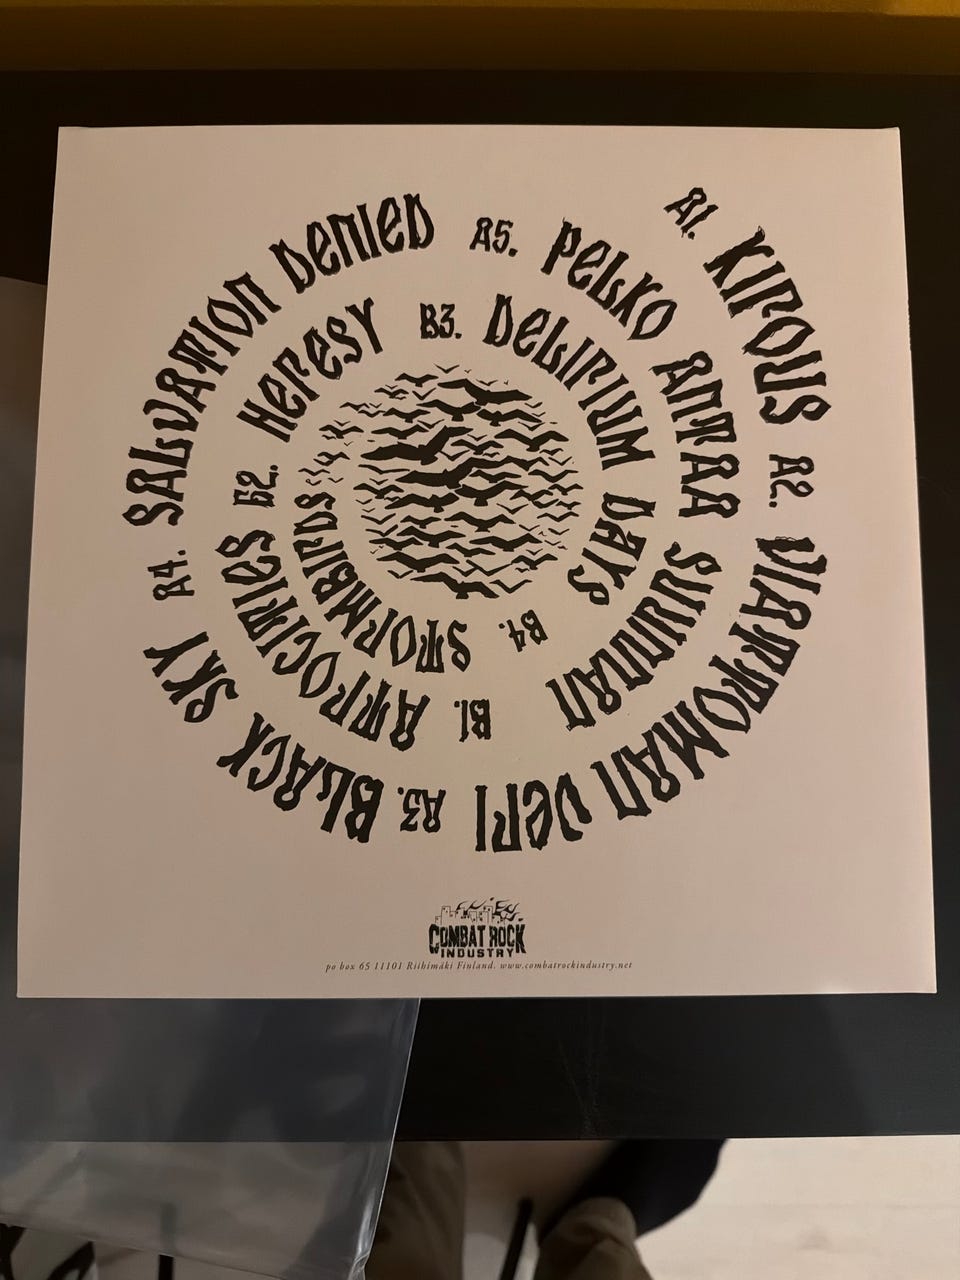 A1. KIROUS
A2. VIATTOMAN VERI
A3. BLACK SKY
A4. SALVATION DENIED
A5. PELKO ANTAA SUUNNAN
B1. ATROCITIES
B2. HERESY
B3. DELIRIUM DAYS
B4. STORMBIRDS
COMBAT ROCK
INDUSTRY
po box 65 11101 Riihimäki Finland. www.combatrockindustry.net